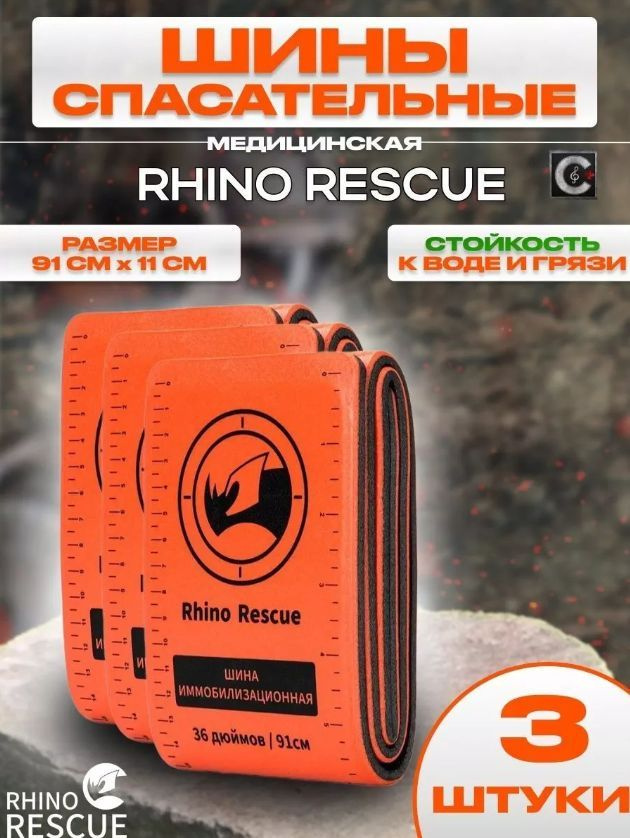 ШИНЫ
СПАСАТЕЛЬНЫЕ
МЕДИЦИНСКАЯ
RHINO RESCUE
РАЗМЕР
91 СМ х 11 СМ
СТОЙКОСТЬ
К ВОДЕ И ГРЯЗИ
Rhino Rescue
ШИНА
ИММОБИЛИЗАЦИОННАЯ
36 дюймов | 91см
3
ШТУКИ
RHINO
RESCUE